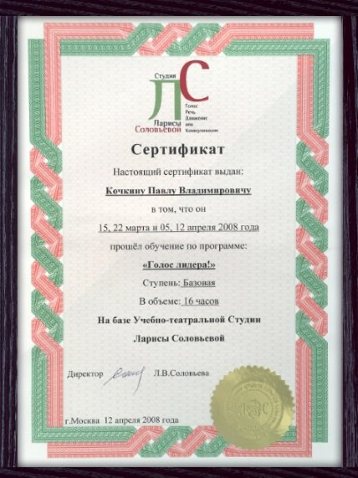 Студия
ЛС
Ларисы
Соловьевой
Голос
Речь
Движение
или
Коммуникация
Сертификат
Настоящий сертификат выдан:
Кочкину Павлу Владимировичу
в том, что он
15, 22 марта и 05, 12 апреля 2008 года
прошёл обучение по программе:
«Голос лидера!»
Ступень: Базовая
В объеме: 16 часов
На базе Учебно-театральной Студии
Ларисы Соловьевой
Директор Л.В.Соловьева
г.Москва 12 апреля 2008 года